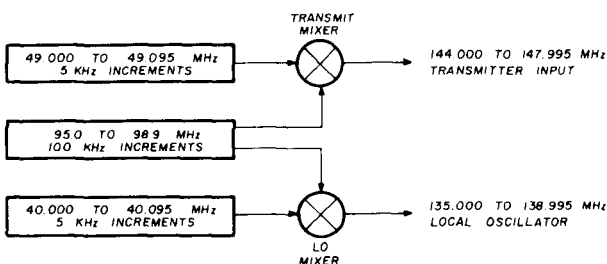 TRANSMIT
MIXER
49.000 TO 49.095 MHz
5 KHz INCREMENTS
144.000 TO 147.995 MHz
TRANSMITTER INPUT
95.0 TO 98.9 MHz
100 KHz INCREMENTS
40.000 TO 40.095 MHz
5 KHz INCREMENTS
135.000 TO 138.995 MHz
LOCAL OSCILLATOR
LO
MIXER